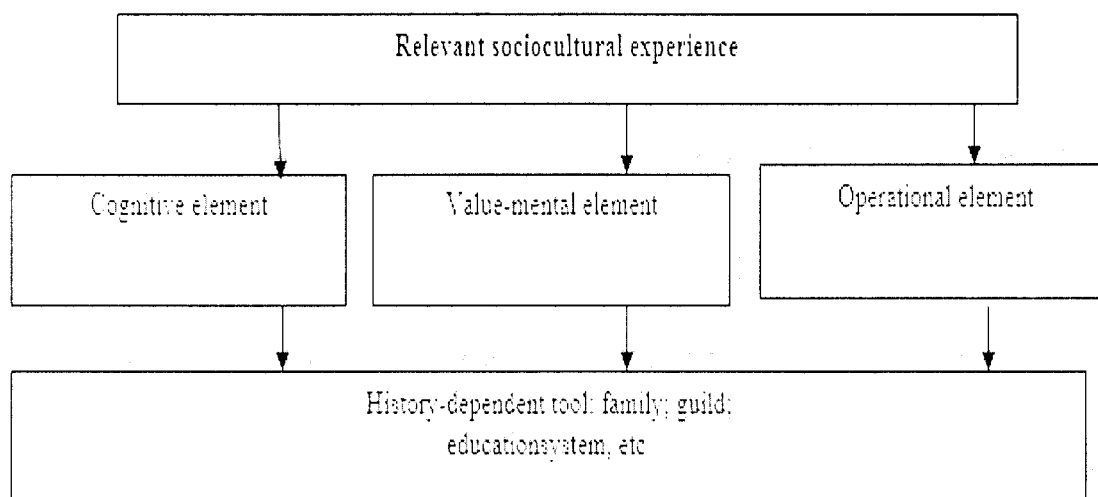 Relevant sociocultural experience
Cognitive element
Value-mental element
Operational element
History-dependent tool: family; guild;
educationsystem, etc